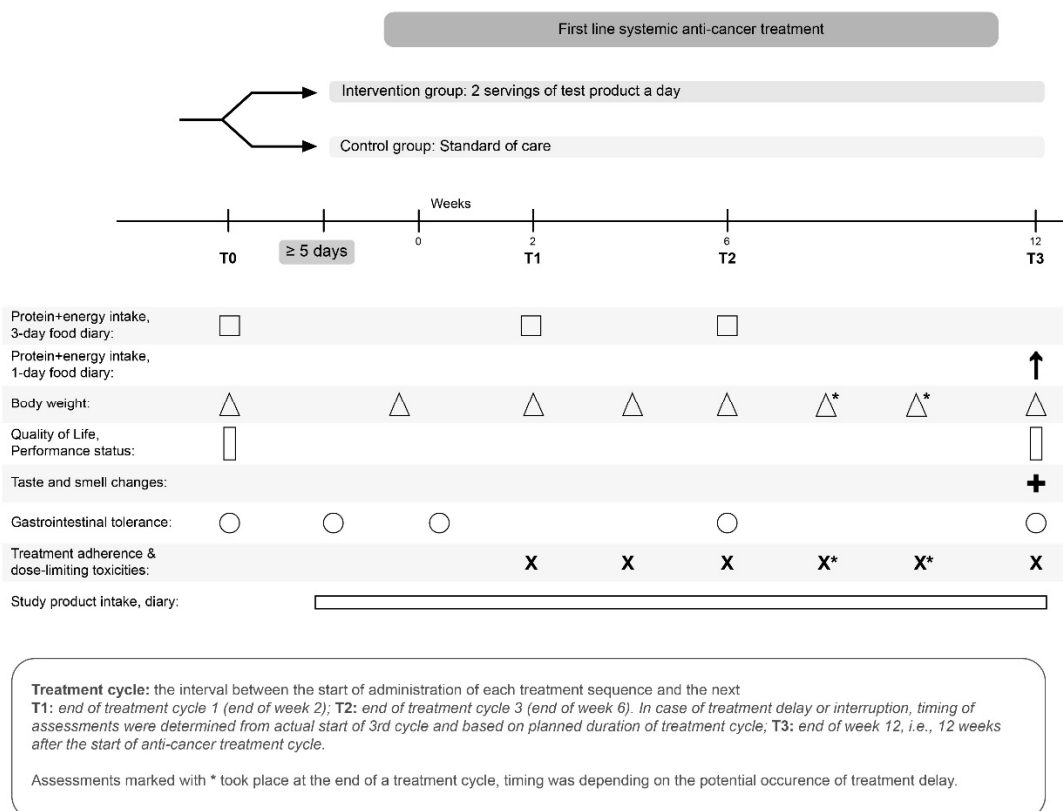 First line systemic anti-cancer treatment
Intervention group: 2 servings of test product a day
Control group: Standard of care
Weeks
0
2
6
12
T0
≥ 5 days
T1
T2
T3
Protein+energy intake,
3-day food diary:
Protein+energy intake,
1-day food diary:
Body weight:
*
*
Quality of Life,
Performance status:
Taste and smell changes:
Gastrointestinal tolerance:
Treatment adherence &
dose-limiting toxicities:
X X X X* X* X
Study product intake, diary:
Treatment cycle: the interval between the start of administration of each treatment sequence and the next
T1: end of treatment cycle 1 (end of week 2); T2: end of treatment cycle 3 (end of week 6). In case of treatment delay or interruption, timing of
assessments were determined from actual start of 3rd cycle and based on planned duration of treatment cycle; T3: end of week 12, i.e., 12 weeks
after the start of anti-cancer treatment cycle.
Assessments marked with * took place at the end of a treatment cycle, timing was depending on the potential occurence of treatment delay.